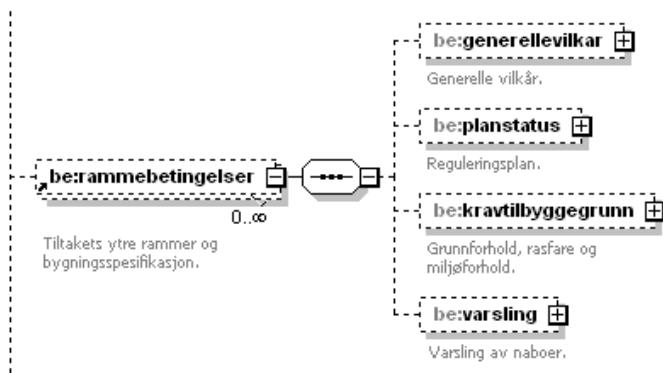 be:generellevilkar
Generelle vilkår.
be:planstatus
Reguleringsplan.
be:rammebetingelser
0..∞
Tiltakets ytre rammer og
bygningsspesifikasjon.
be:kravtilbyggegrunn
Grunnforhold, rasfare og
miljøforhold.
be:varsling
Varsling av naboer.